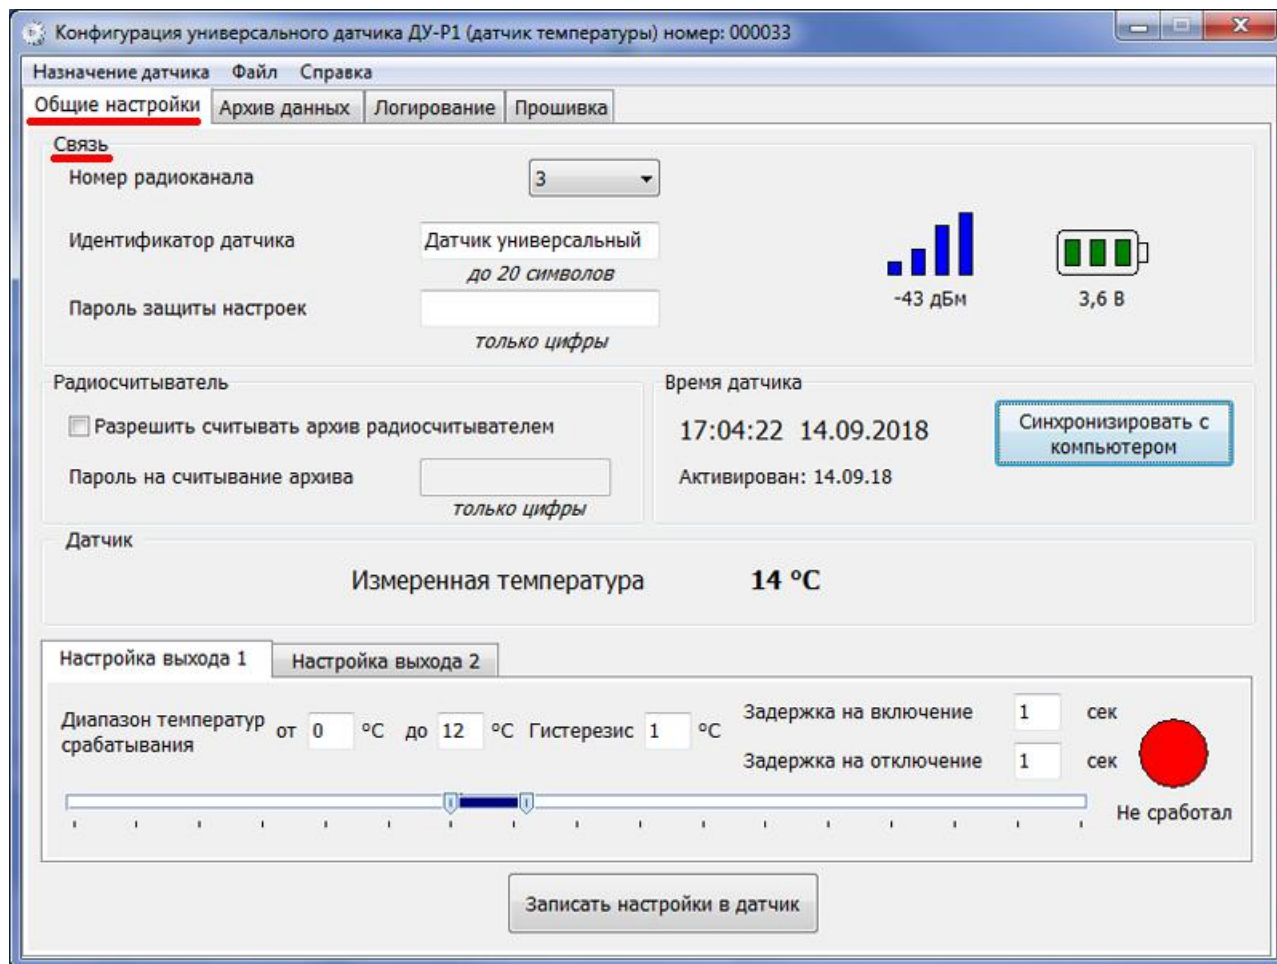 Конфигурация универсального датчика ДУ-Р1 (датчик температуры) номер: 000033
Назначение датчика Файл Справка
Общие настройки Архив данных Логирование Прошивка
Связь
Номер радиоканала 3
Идентификатор датчика Датчик универсальный
до 20 символов
-43 дБм 3,6 В
Пароль защиты настроек
только цифры
Радиосчитыватель
Разрешить считывать архив радиосчитывателем
Пароль на считывание архива
только цифры
Время датчика
17:04:22 14.09.2018
Синхронизировать с
компьютером
Активирован: 14.09.18
Датчик
Измеренная температура 14 °C
Настройка выхода 1 Настройка выхода 2
Диапазон температур
срабатывания
от 0 °C до 12 °C Гистерезис 1 °C
Задержка на включение 1 сек
Задержка на отключение 1 сек
Не сработал
Записать настройки в датчик